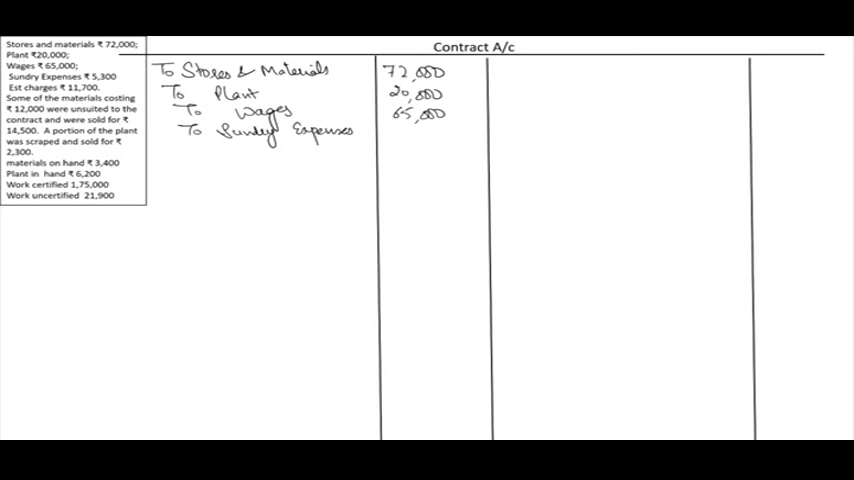 Contract A/c
Stores and materials ₹ 72,000;
Plant ₹20,000;
Wages ₹ 65,000;
Sundry Expenses ₹ 5,300
Est charges ₹ 11,700.
Some of the materials costing
₹ 12,000 were unsuited to the
contract and were sold for ₹
14,500. A portion of the plant
was scraped and sold for ₹
2,300.
materials on hand ₹ 3,400
Plant in hand ₹ 6,200
Work certified 1,75,000
Work uncertified 21,900
To Stores & Materials 72,000
To Plant 20,000
To Wages 65,000
To Sundry Expenses